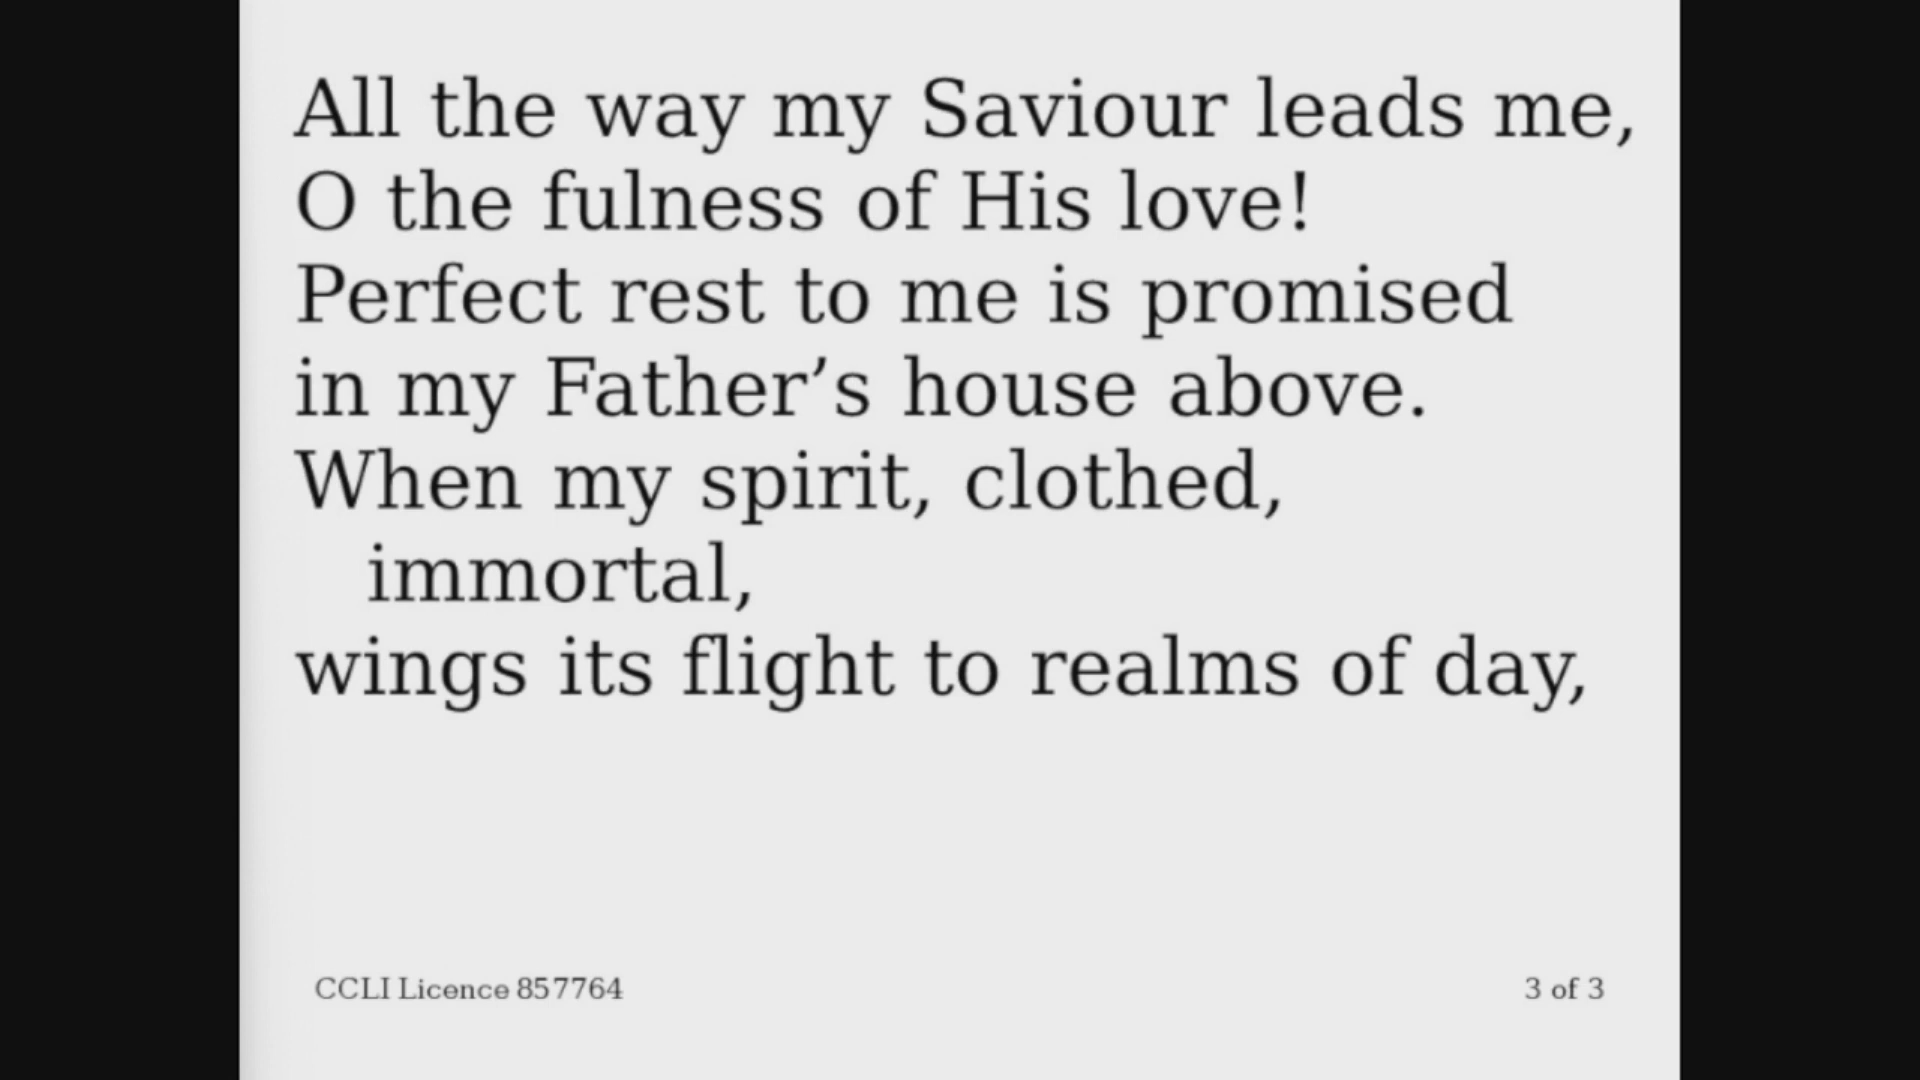 All the way my Saviour leads me,
O the fulness of His love!
Perfect rest to me is promised
in my Father’s house above.
When my spirit, clothed,
immortal,
wings its flight to realms of day,
CCLI Licence 857764
3 of 3